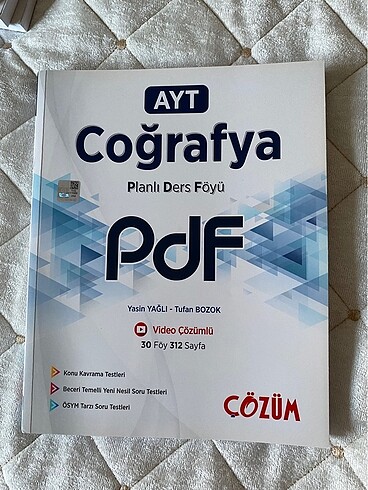 AYT
Coğrafya
Planlı Ders Föyü
PdF
Yasin YAĞLI - Tufan BOZOK
Video Çözümlü
30 Föy 312 Sayfa
Konu Kavrama Testleri
Beceri Temelli Yeni Nesil Soru Testleri
ÖSYM Tarzı Soru Testleri
ÇÖZÜM